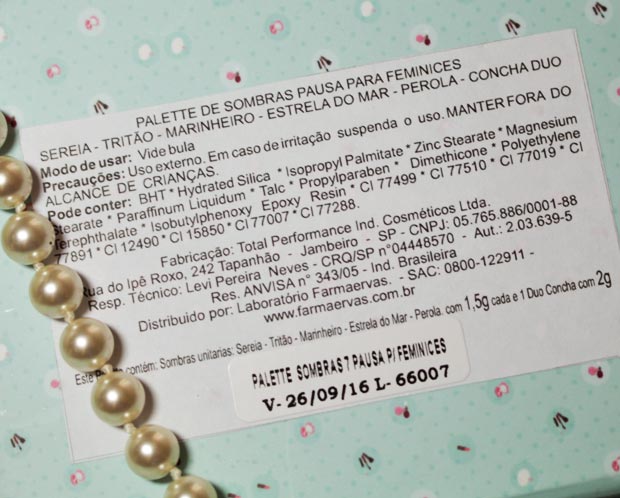 PALETTE DE SOMBRAS PAUSA PARA FEMINICES
SEREIA - TRITÃO - MARINHEIRO - ESTRELA DO MAR - PEROLA - CONCHA DUO
Modo de usar: Vide bula
Precauções: Uso externo. Em caso de irritação suspenda o uso. MANTER FORA DO
ALCANCE DE CRIANÇAS.
Pode conter: BHT * Hydrated Silica * Isopropyl Palmitate * Zinc Stearate * Magnesium
Stearate * Paraffinum Liquidum * Talc * Propylparaben * Dimethicone * Polyethylene
Terephthalate * Isobutylphenoxy Epoxy Resin * CI 77499 * CI 77510 * CI 77019 * CI
77891 * CI 12490 * CI 15850 * CI 77007 * CI 77288.
Fabricação: Total Performance Ind. Cosméticos Ltda.
Rua do Ipê Roxo, 242 Tapanhão - Jambeiro - SP - CNPJ: 05.765.886/0001-88
Resp. Técnico: Levi Pereira Neves - CRQ/SP n°04448570 - Aut.: 2.03.639-5
Res. ANVISA n° 343/05 - Ind. Brasileira
Distribuido por: Laboratório Farmaervas. - SAC: 0800-122911 -
www.farmaervas.com.br
Este contém: Sombras unitarias: Sereia - Tritão - Marinheiro - Estrela do Mar - Perola. com 1,5g cada e 1 Duo Concha com 2g
PALETTE SOMBRAS 7 PAUSA P/ FEMINICES
V- 26/09/16 L- 66007